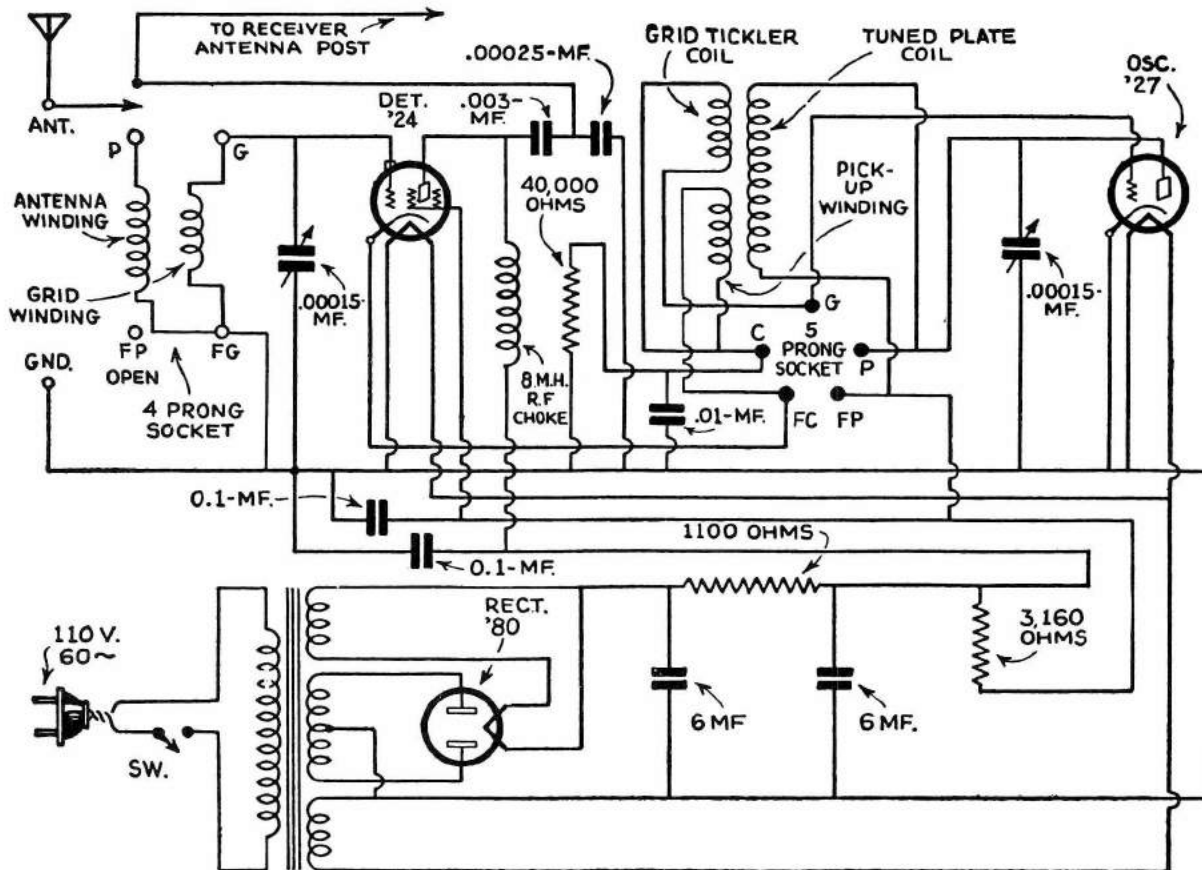 TO RECEIVER
ANTENNA POST
ANT.
P
G
ANTENNA
WINDING
GRID
WINDING
FP
FG
OPEN
GND.
4 PRONG
SOCKET
.00015-
MF.
DET.
'24
.003-
MF.
.00025-MF.
40,000
OHMS
8 M.H.
R.F
CHOKE
GRID TICKLER
COIL
TUNED PLATE
COIL
PICK-
UP
WINDING
G
C
5
PRONG
SOCKET
P
FC
FP
.01-MF.
OSC.
'27
.00015-
MF.
0.1-MF.
0.1-MF.
1100 OHMS
3,160
OHMS
110 V.
60~
SW.
RECT.
'80
6 MF
6 MF.